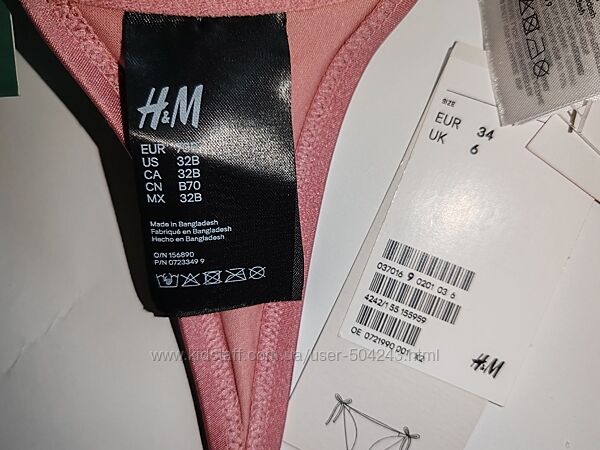 H&M
EUR
US 32B
CA 32B
CN B70
MX 32B
Made in Bangladesh
Fabriqué en Bangladesh
Hecho en Bangladesh
O/N 156890
P/N 0723349 9
SIZE
EUR 34
UK 6
037016 9 0201 03 6
4242/155 155959
OE 0721990 001
H&M
www.kidstaff.com.ua/user-504243.html